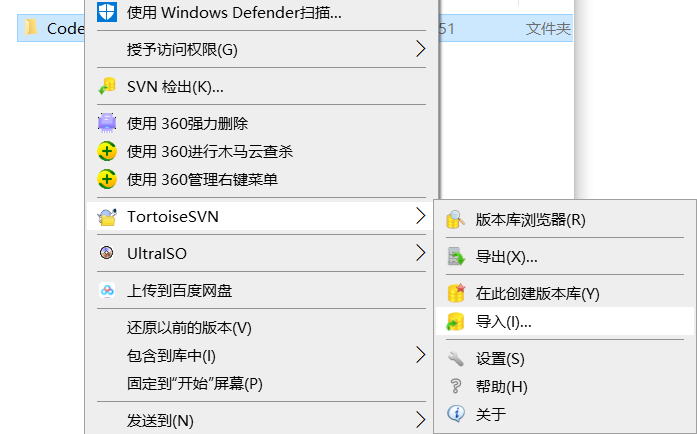 使用 Windows Defender扫描...
Code
51
文件夹
授予访问权限(G)
SVN 检出(K)...
使用 360强力删除
使用 360进行木马云查杀
使用 360管理右键菜单
TortoiseSVN
UltraISO
上传到百度网盘
还原以前的版本(V)
包含到库中(I)
固定到"开始"屏幕(P)
发送到(N)
版本库浏览器(R)
导出(X)...
在此创建版本库(Y)
导入(I)...
设置(S)
帮助(H)
关于